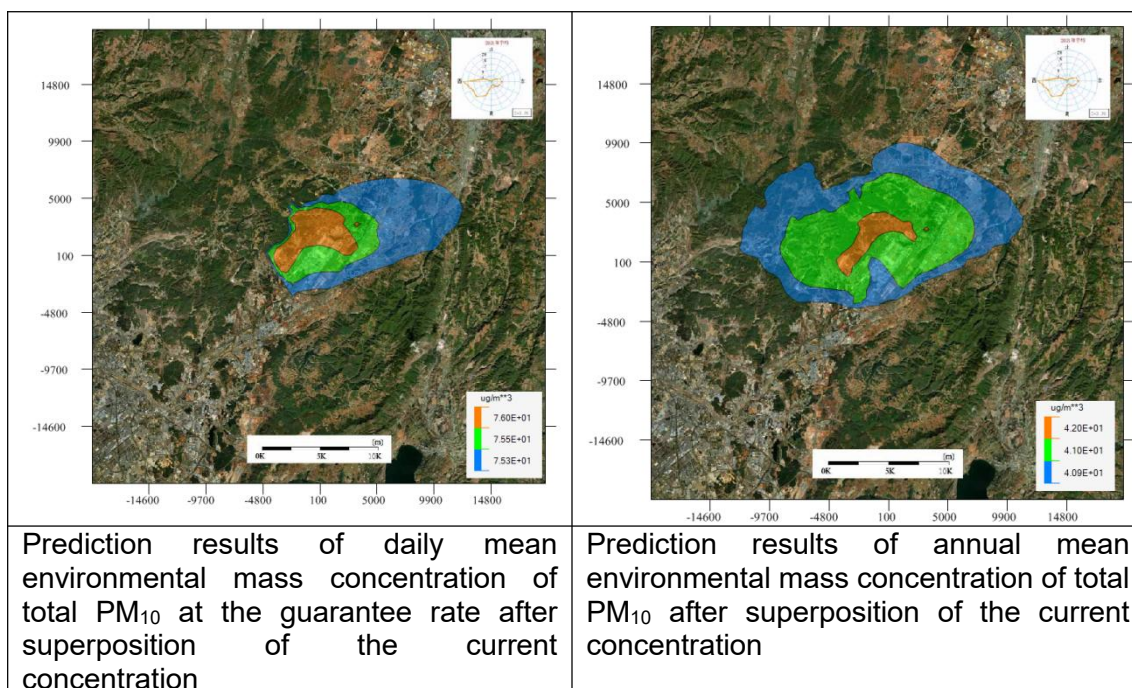 14800
9900
5000
100
-4800
-9700
-14600
ug/m**3
7.60E+01
7.55E+01
7.53E+01
[m]
0K 5K 10K
-14600 -9700 -4800 100 5000 9900 14800
14800
9900
5000
100
-4800
-9700
-14600
ug/m**3
4.20E+01
4.10E+01
4.09E+01
[m]
0K 5K 10K
-14600 -9700 -4800 100 5000 9900 14800
Prediction results of daily mean
environmental mass concentration of
total PM₁₀ at the guarantee rate after
superposition of the current
concentration
Prediction results of annual mean
environmental mass concentration of total
PM₁₀ after superposition of the current
concentration